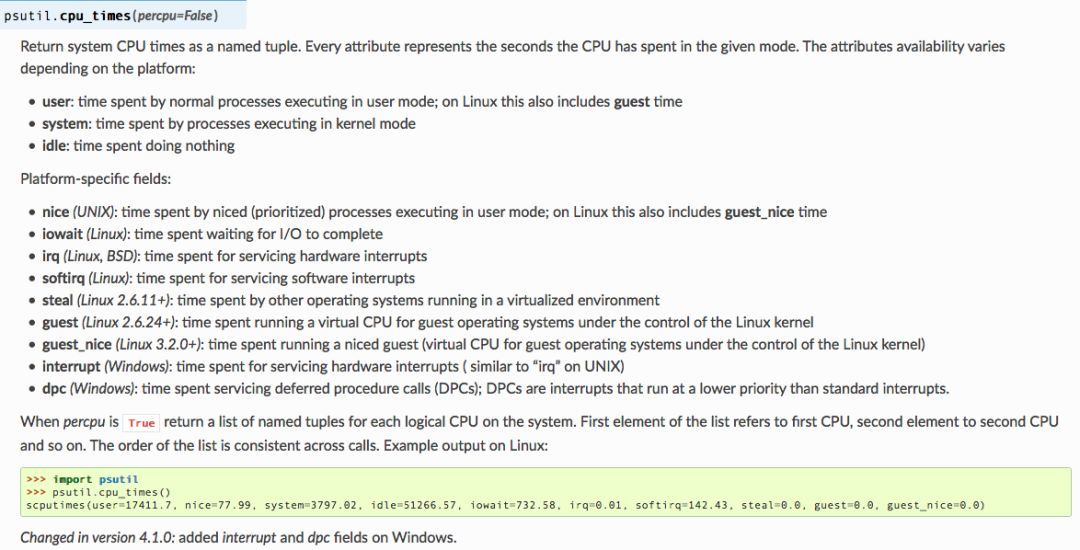 psutil.cpu_times(percpu=False)
Return system CPU times as a named tuple. Every attribute represents the seconds the CPU has spent in the given mode. The attributes availability varies
depending on the platform:
• user: time spent by normal processes executing in user mode; on Linux this also includes guest time
• system: time spent by processes executing in kernel mode
• idle: time spent doing nothing
Platform-specific fields:
• nice (UNIX): time spent by niced (prioritized) processes executing in user mode; on Linux this also includes guest_nice time
• iowait (Linux): time spent waiting for I/O to complete
• irq (Linux, BSD): time spent for servicing hardware interrupts
• softirq (Linux): time spent for servicing software interrupts
• steal (Linux 2.6.11+): time spent by other operating systems running in a virtualized environment
• guest (Linux 2.6.24+): time spent running a virtual CPU for guest operating systems under the control of the Linux kernel
• guest_nice (Linux 3.2.0+): time spent running a niced guest (virtual CPU for guest operating systems under the control of the Linux kernel)
• interrupt (Windows): time spent for servicing hardware interrupts ( similar to "irq" on UNIX)
• dpc (Windows): time spent servicing deferred procedure calls (DPCs); DPCs are interrupts that run at a lower priority than standard interrupts.
When percpu is True return a list of named tuples for each logical CPU on the system. First element of the list refers to first CPU, second element to second CPU
and so on. The order of the list is consistent across calls. Example output on Linux:
>>> import psutil
>>> psutil.cpu_times()
scputimes(user=17411.7, nice=77.99, system=3797.02, idle=51266.57, iowait=732.58, irq=0.01, softirq=142.43, steal=0.0, guest=0.0, guest_nice=0.0)
Changed in version 4.1.0: added interrupt and dpc fields on Windows.